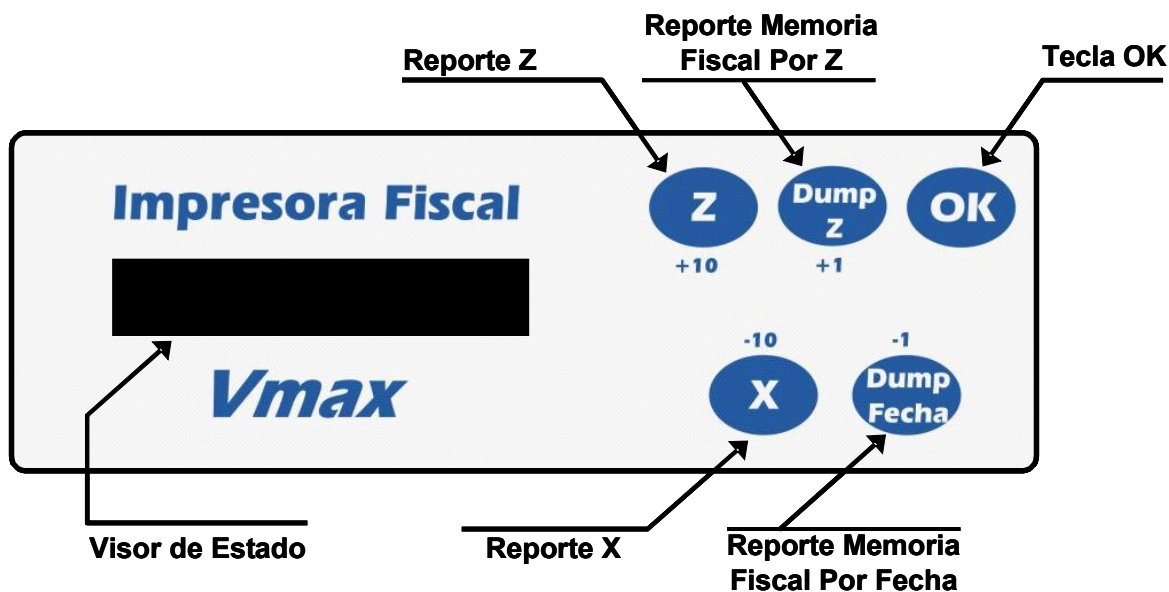 Reporte Z
Reporte Memoria
Fiscal Por Z
Tecla OK
Impresora Fiscal
Z
+10
Dump
Z
+1
OK
Vmax
-10
X
-1
Dump
Fecha
Visor de Estado
Reporte X
Reporte Memoria
Fiscal Por Fecha